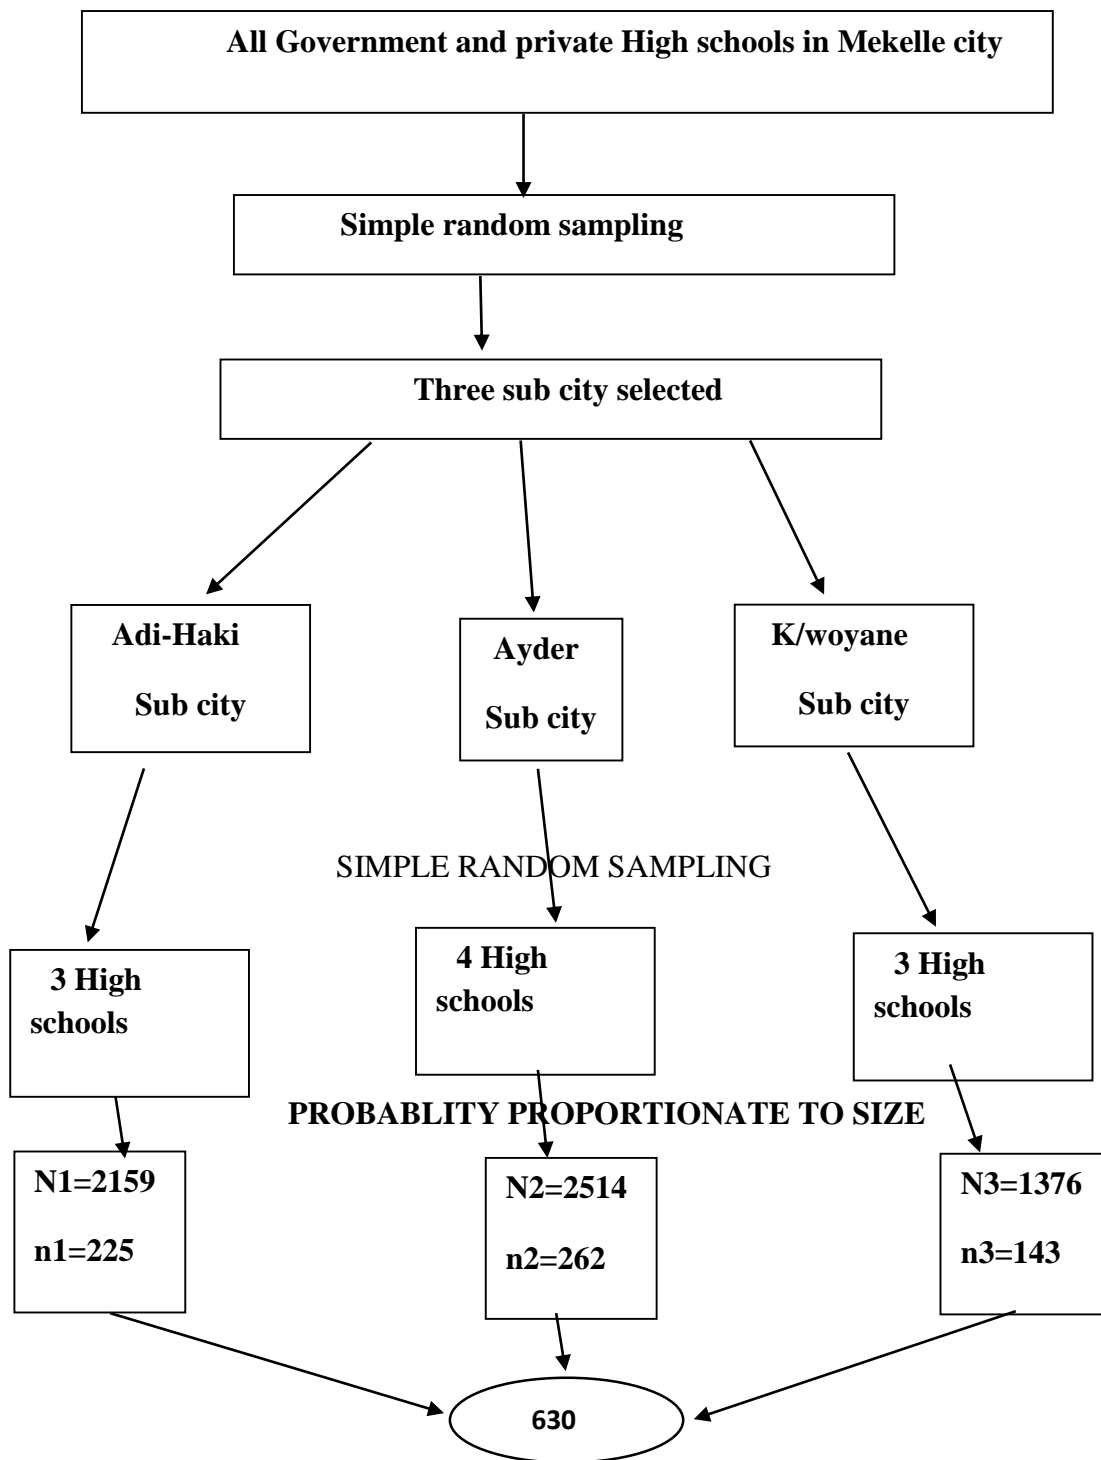 All Government and private High schools in Mekelle city
Simple random sampling
Three sub city selected
Adi-Haki
Sub city
Ayder
Sub city
K/woyane
Sub city
SIMPLE RANDOM SAMPLING
3 High
schools
4 High
schools
3 High
schools
PROBABLITY PROPORTIONATE TO SIZE
N1=2159
n1=225
N2=2514
n2=262
N3=1376
n3=143
630